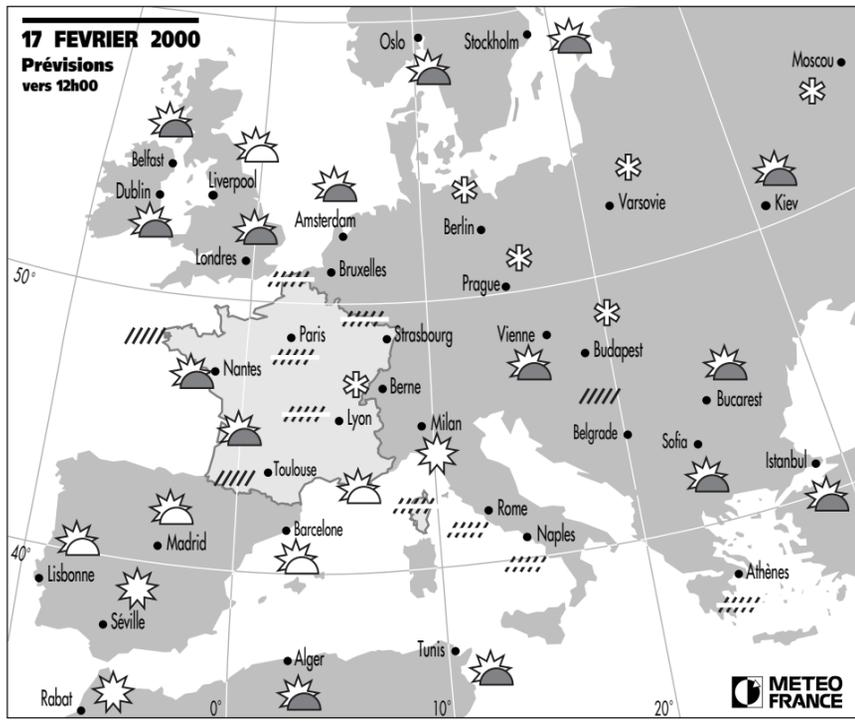 17 FEVRIER 2000
Prévisions
vers 12h00
Oslo
Stockholm
Moscou
Belfast
Dublin
Liverpool
Amsterdam
Berlin
Varsovie
Kiev
Londres
Bruxelles
50°
Prague
Paris
Strasbourg
Vienne
Budapest
Nantes
Berne
Bucarest
Lyon
Milan
Belgrade
Sofia
Istanbul
Toulouse
Rome
Barcelone
Naples
Madrid
40°
Lisbonne
Athènes
Séville
Alger
Tunis
Rabat
0°
10°
20°
METEO
FRANCE